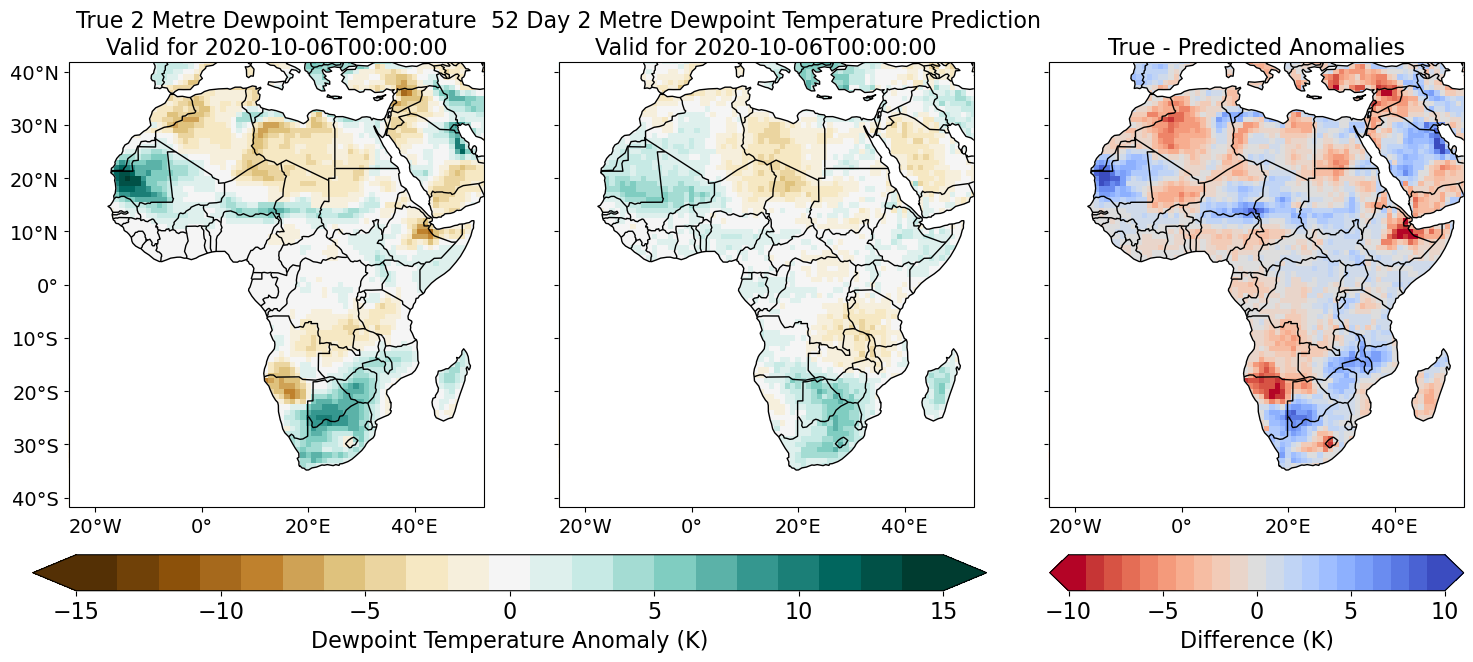 True 2 Metre Dewpoint Temperature
Valid for 2020-10-06T00:00:00
52 Day 2 Metre Dewpoint Temperature Prediction
Valid for 2020-10-06T00:00:00
True - Predicted Anomalies
40°N
30°N
20°N
10°N
0°
10°S
20°S
30°S
40°S
20°W 0° 20°E 40°E
20°W 0° 20°E 40°E
20°W 0° 20°E 40°E
−15 −10 −5 0 5 10 15
Dewpoint Temperature Anomaly (K)
−10 −5 0 5 10
Difference (K)